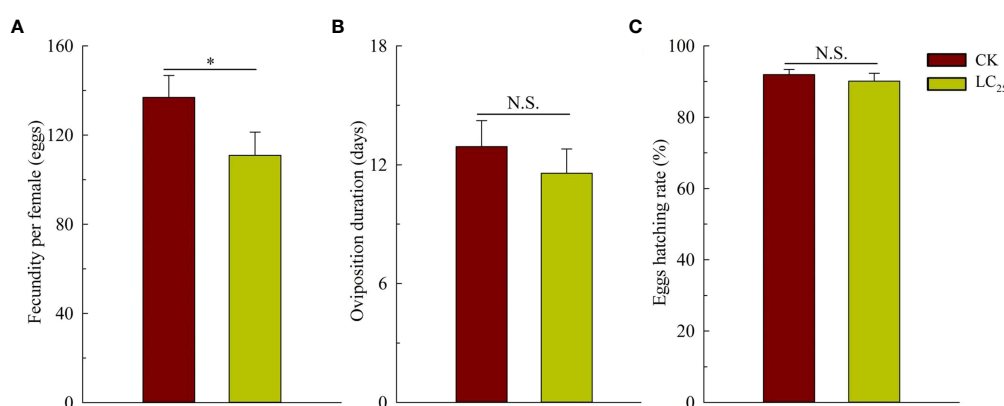 A
Fecundity per female (eggs)
160
120
80
40
0
*
B
Oviposition duration (days)
18
12
6
0
N.S.
C
Eggs hatching rate (%)
100
80
60
40
20
0
N.S.
CK
LC25